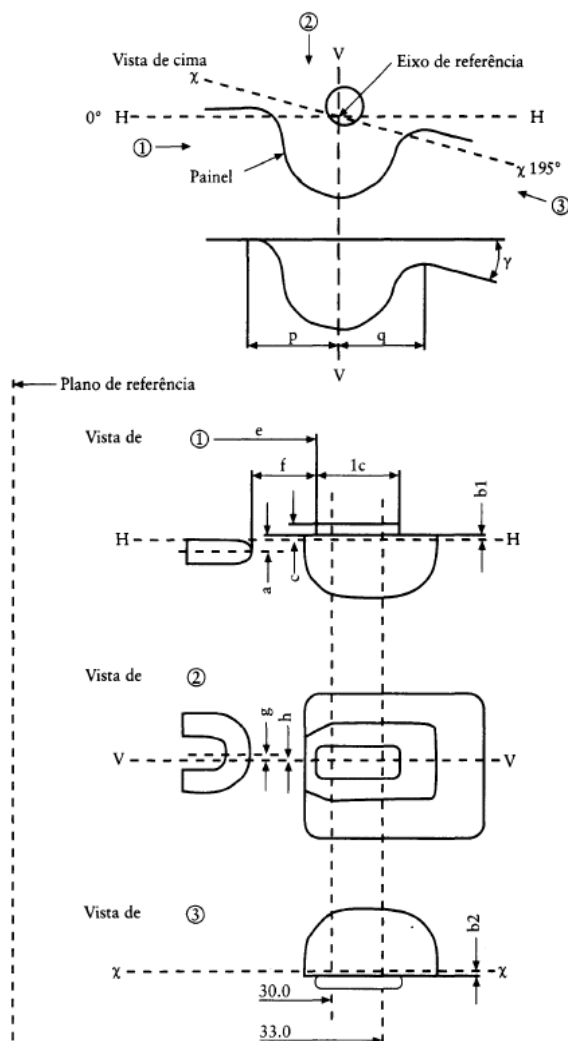 ②
V
Vista de cima
Eixo de referência
χ
0° H
H
①
Painel
χ 195°
③
γ
p
q
V
Plano de referência
Vista de ①
e
f
1c
b1
H
H
a
c
Vista de ②
g
h
V
V
Vista de ③
b2
χ
χ
30.0
33.0